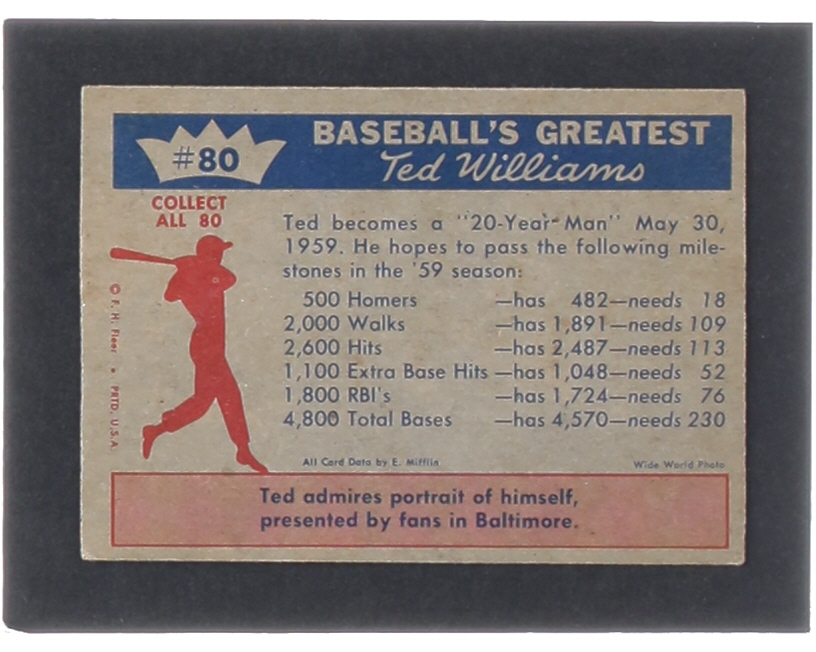 #80
BASEBALL'S GREATEST
Ted Williams
COLLECT
ALL 80
Ted becomes a "20-Year-Man" May 30,
1959. He hopes to pass the following mile-
stones in the '59 season:
500 Homers —has 482—needs 18
2,000 Walks —has 1,891—needs 109
2,600 Hits —has 2,487—needs 113
1,100 Extra Base Hits —has 1,048—needs 52
1,800 RBI's —has 1,724—needs 76
4,800 Total Bases —has 4,570—needs 230
© F. H. Fleer • PRTD. U.S.A.
All Card Data by E. Mifflin Wide World Photo
Ted admires portrait of himself,
presented by fans in Baltimore.